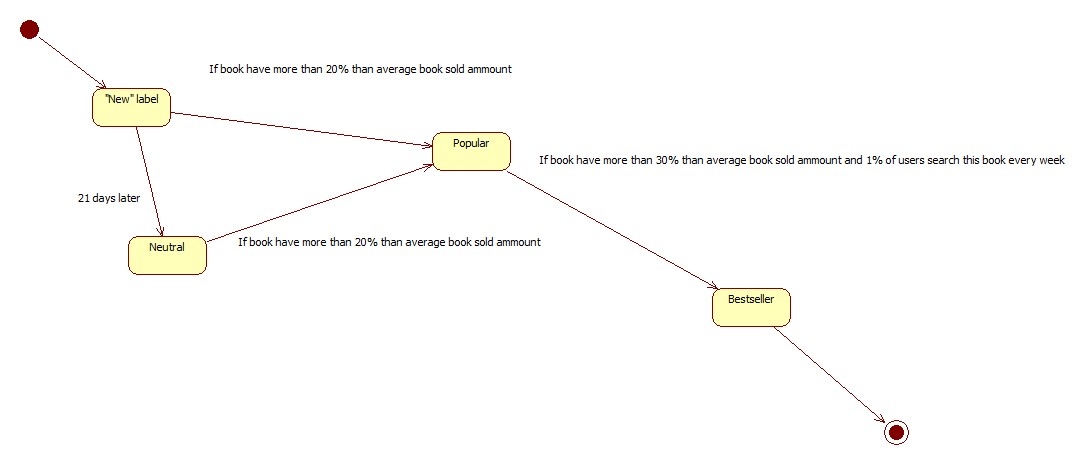 If book have more than 20% than average book sold ammount
"New" label
Popular
If book have more than 30% than average book sold ammount and 1% of users search this book every week
21 days later
Neutral
If book have more than 20% than average book sold ammount
Bestseller